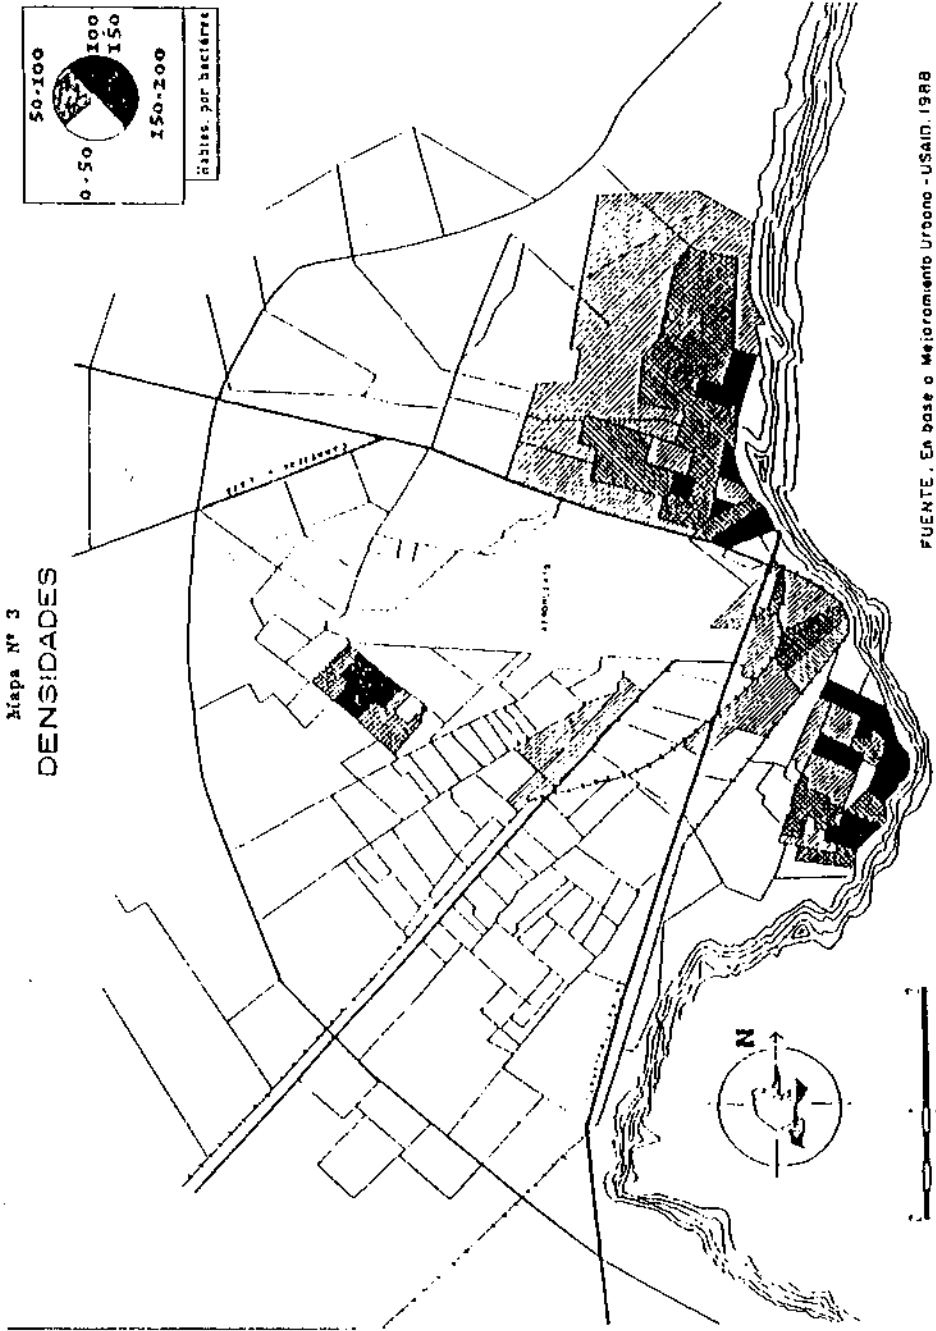 Mapa N° 3
DENSIDADES
50-100
0-50
100
150
150-200
Habtes. por hectárea
N
FUENTE, En base a Mejoramiento Urbano - USAID. 1988